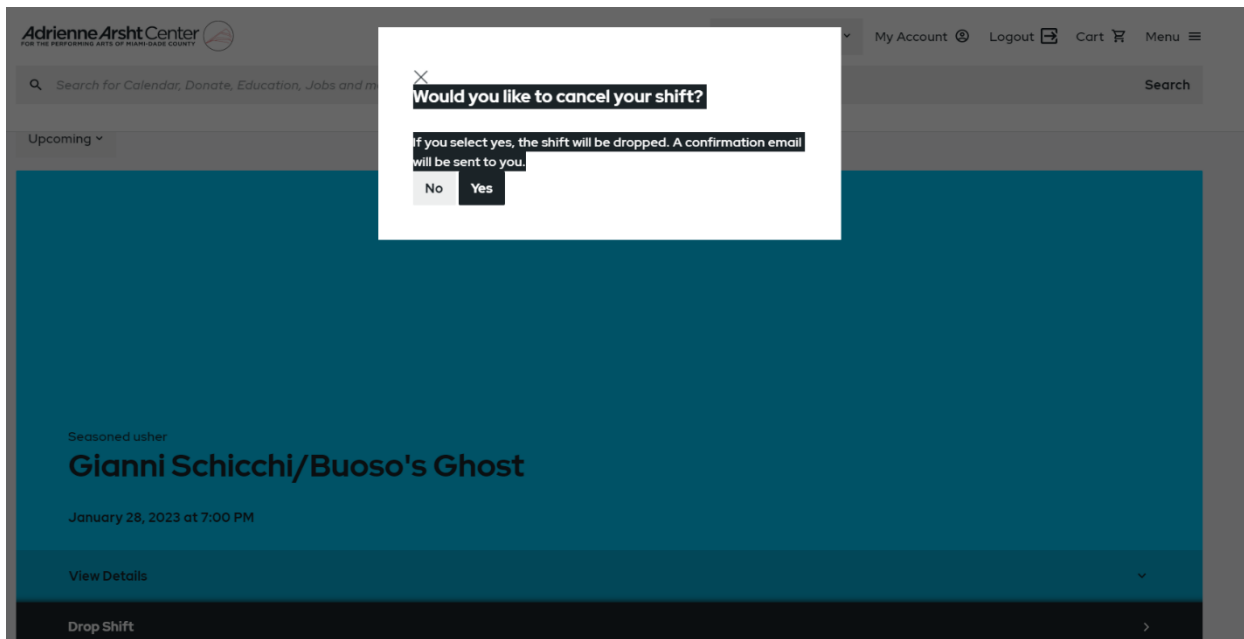 Adrienne Arsht Center
FOR THE PERFORMING ARTS OF MIAMI-DADE COUNTY
My Account Logout Cart Menu
Search for Calendar, Donate, Education, Jobs and m
Search
Upcoming
Would you like to cancel your shift?
If you select yes, the shift will be dropped. A confirmation email
will be sent to you.
No Yes
Seasoned usher
Gianni Schicchi/Buoso's Ghost
January 28, 2023 at 7:00 PM
View Details
Drop Shift